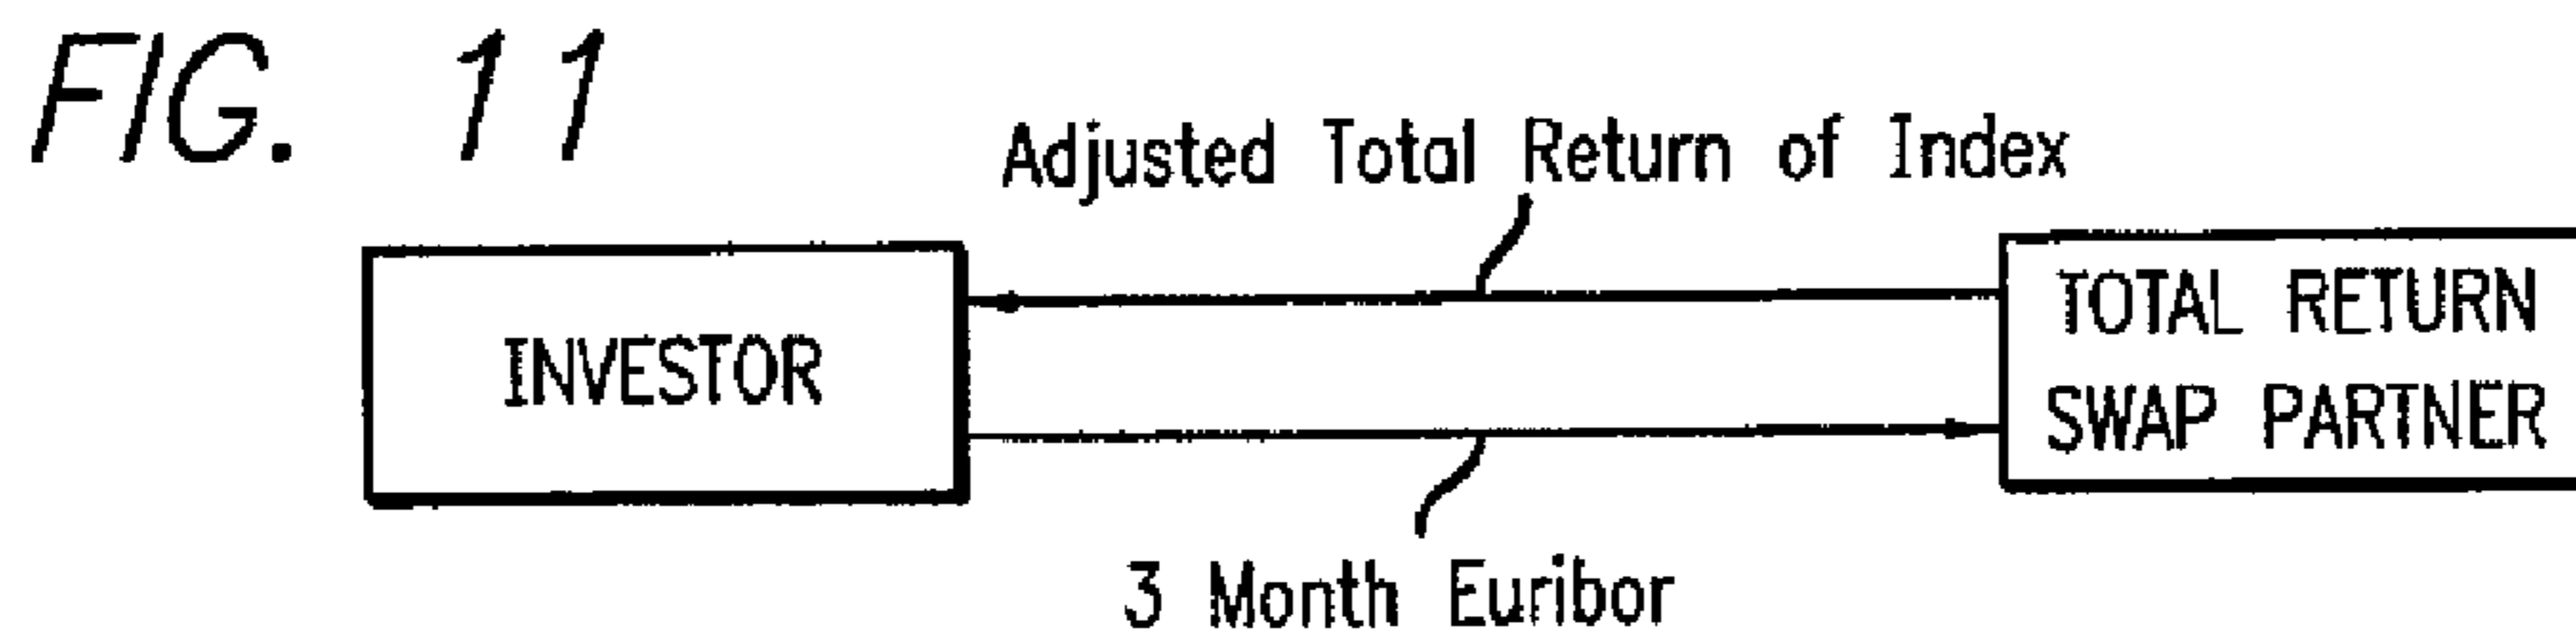 FIG. 11
Adjusted Total Return of Index
INVESTOR
TOTAL RETURN
SWAP PARTNER
3 Month Euribor